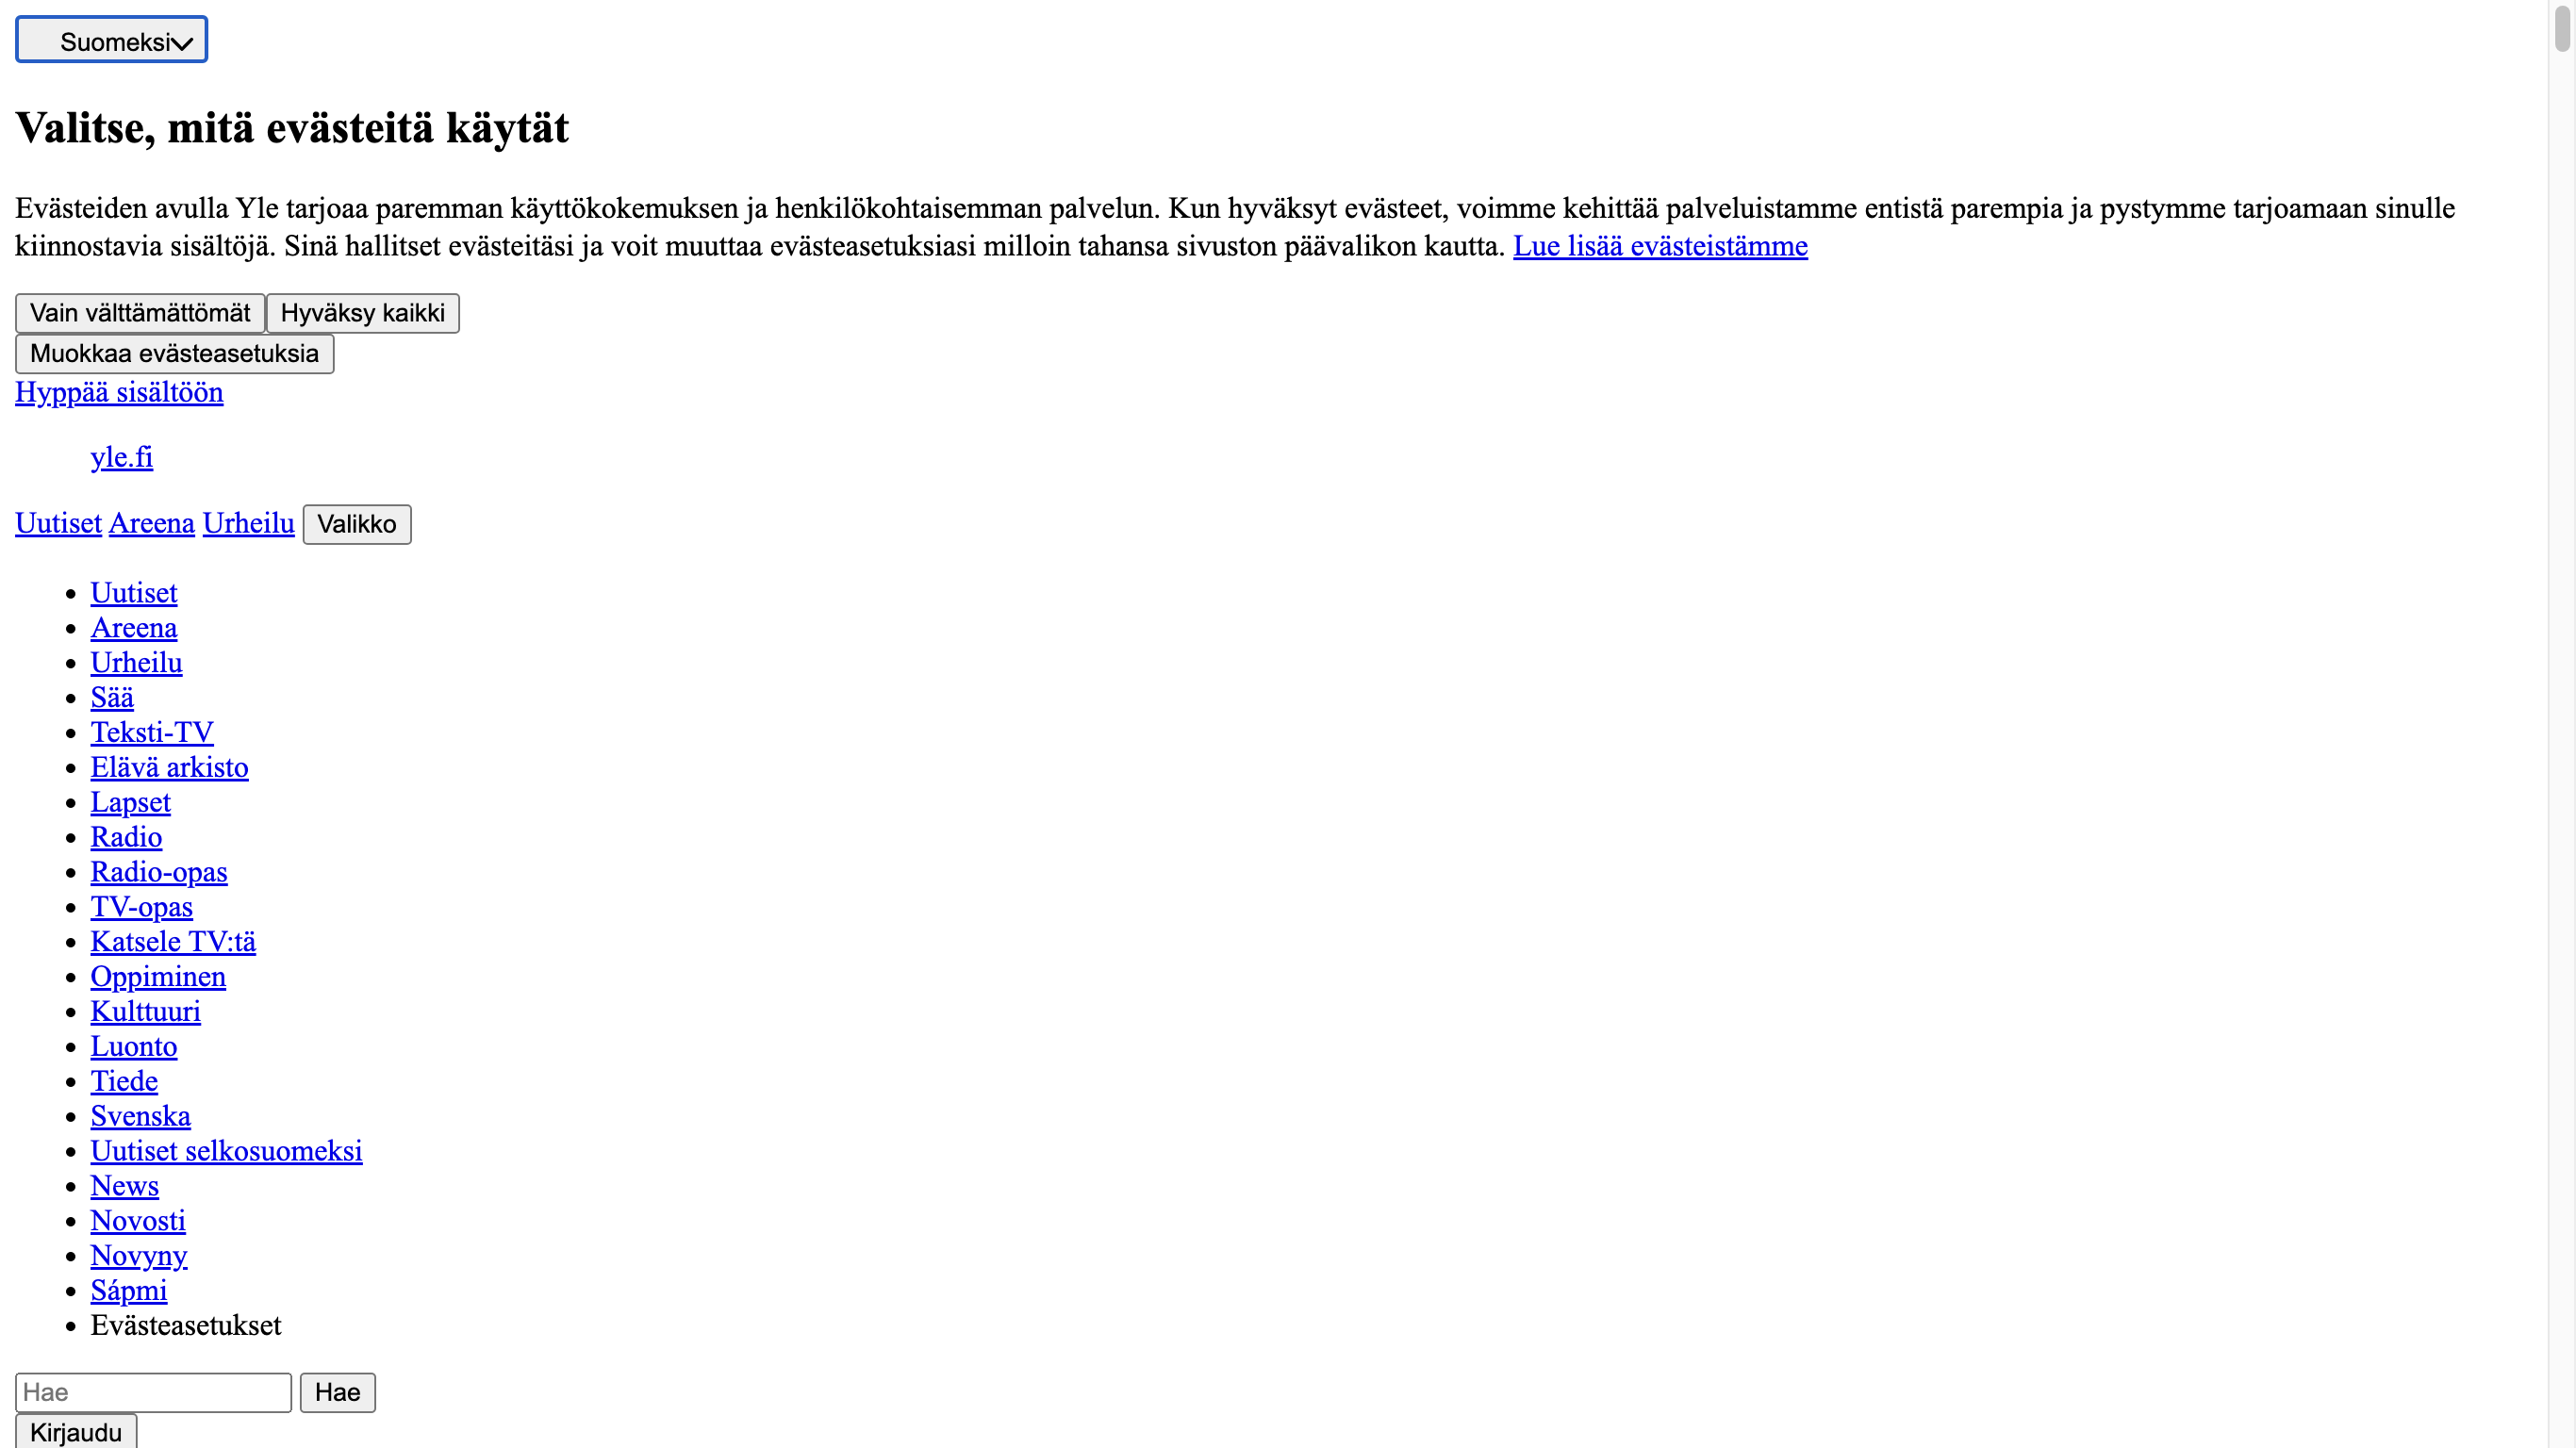 Suomeksi
Valitse, mitä evästeitä käytät
Evästeiden avulla Yle tarjoaa paremman käyttökokemuksen ja henkilökohtaisemman palvelun. Kun hyväksyt evästeet, voimme kehittää palveluistamme entistä parempia ja pystymme tarjoamaan sinulle
kiinnostavia sisältöjä. Sinä hallitset evästeitäsi ja voit muuttaa evästeasetuksiasi milloin tahansa sivuston päävalikon kautta. Lue lisää evästeistämme
Vain välttämättömät Hyväksy kaikki
Muokkaa evästeasetuksia
Hyppää sisältöön
yle.fi
Uutiset Areena Urheilu Valikko
Uutiset
Areena
Urheilu
Sää
Teksti-TV
Elävä arkisto
Lapset
Radio
Radio-opas
TV-opas
Katsele TV:tä
Oppiminen
Kulttuuri
Luonto
Tiede
Svenska
Uutiset selkosuomeksi
News
Novosti
Novyny
Sápmi
Evästeasetukset
Hae Hae
Kirjaudu